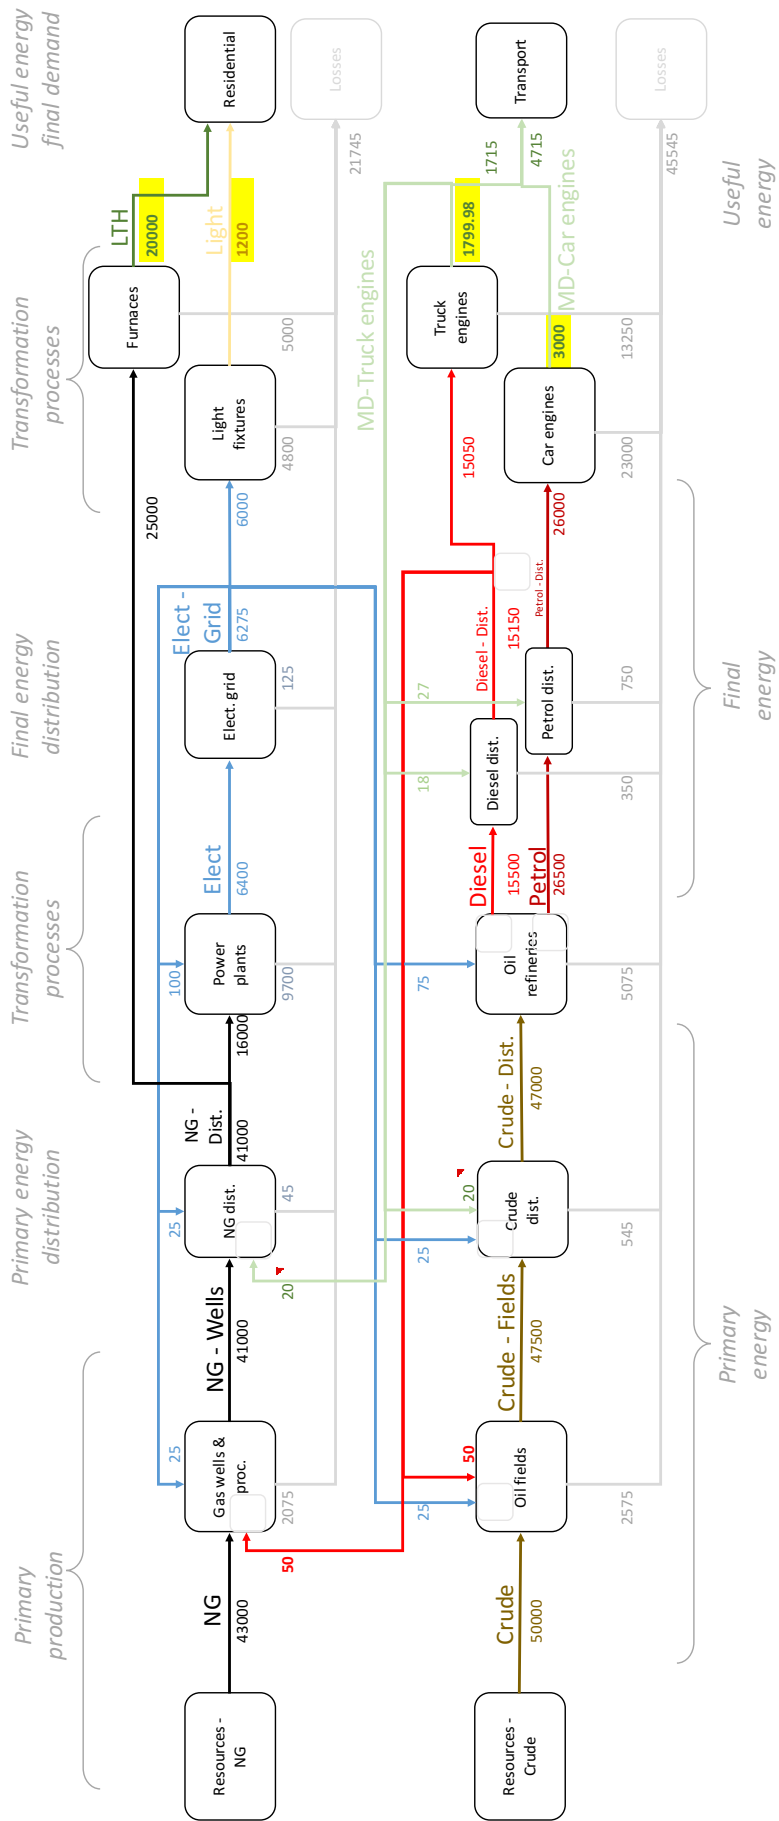 Primary
production
Primary energy
distribution
Transformation
processes
Final energy
distribution
Transformation
processes
Useful energy
final demand
Resources -
NG
NG
43000
Gas wells &
proc.
25
50
2075
NG - Wells
41000
NG dist.
25
20
45
NG -
Dist.
41000
16000
25000
Power
plants
100
9700
Elect
6400
Elect. grid
125
Elect -
Grid
6275
6000
Light
fixtures
4800
Furnaces
5000
LTH
20000
Light
1200
Residential
Losses
21745
Resources -
Crude
Crude
50000
Oil fields
25
50
2575
Crude - Fields
47500
Crude
dist.
25
20
545
Crude - Dist.
47000
Oil
refineries
75
5075
Diesel
15500
Petrol
26500
Diesel dist.
18
350
Petrol dist.
27
750
Diesel - Dist.
15150
Petrol - Dist.
26000
15050
Truck
engines
13250
Car engines
23000
MD-Truck engines
1799.98
MD-Car engines
3000
1715
4715
Transport
Losses
45545
Primary
energy
Final
energy
Useful
energy